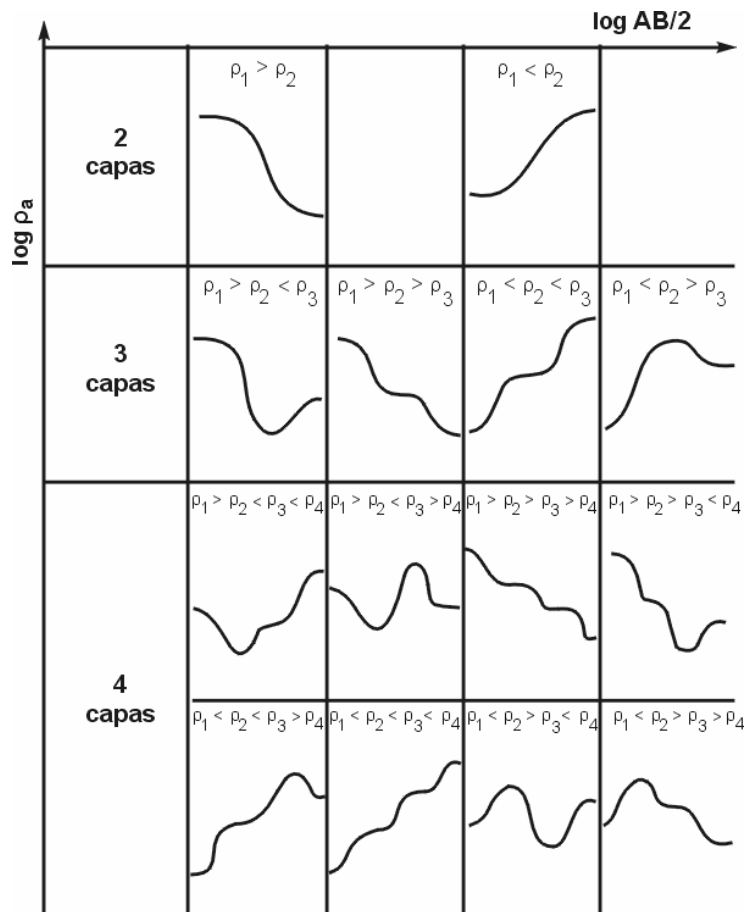 log AB/2
log ρa
ρ1 > ρ2
ρ1 < ρ2
2
capas
ρ1 > ρ2 < ρ3
ρ1 > ρ2 > ρ3
ρ1 < ρ2 < ρ3
ρ1 < ρ2 > ρ3
3
capas
ρ1 > ρ2 < ρ3 < ρ4
ρ1 > ρ2 < ρ3 > ρ4
ρ1 > ρ2 > ρ3 > ρ4
ρ1 > ρ2 > ρ3 < ρ4
4
capas
ρ1 < ρ2 < ρ3 > ρ4
ρ1 < ρ2 < ρ3 < ρ4
ρ1 < ρ2 > ρ3 < ρ4
ρ1 < ρ2 > ρ3 > ρ4